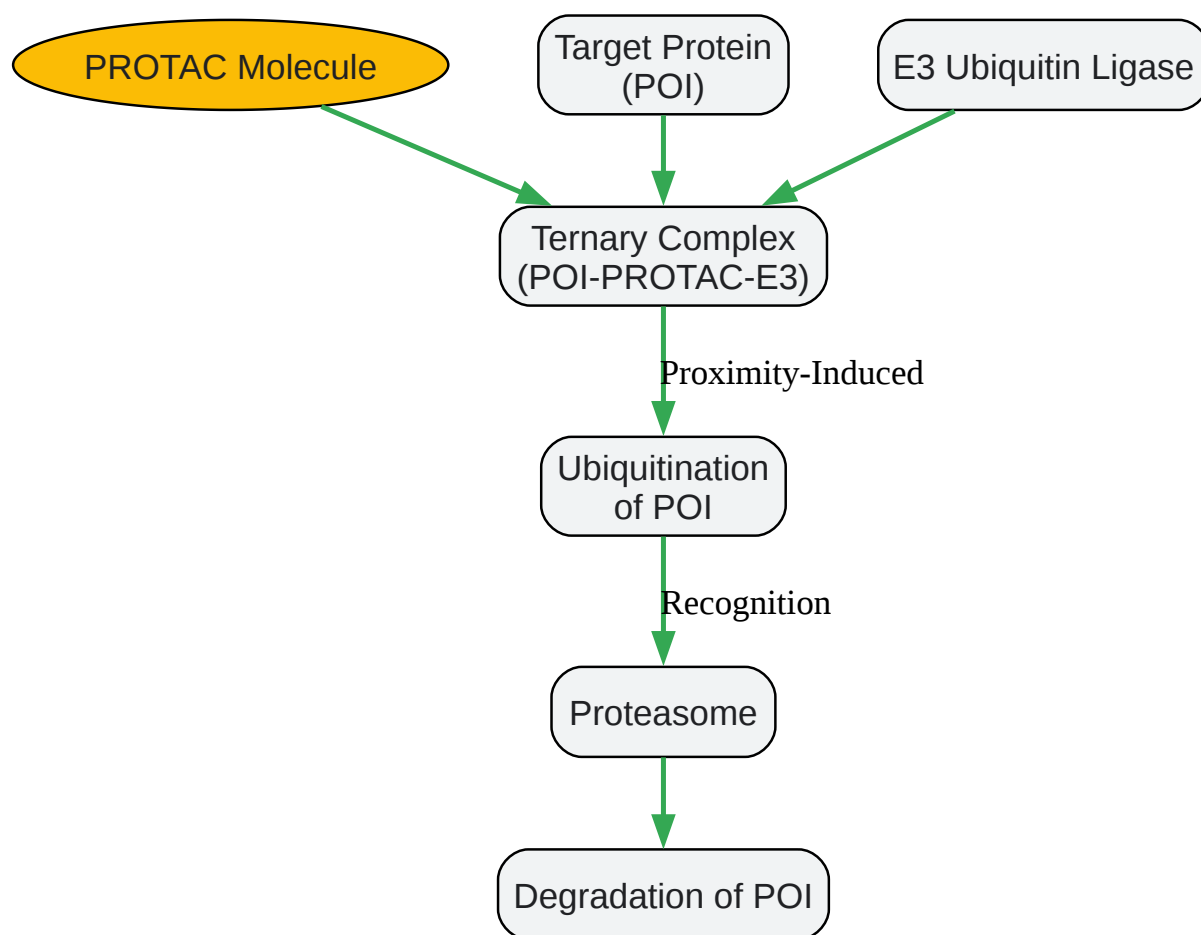 PROTAC Molecule
Target Protein
(POI)
E3 Ubiquitin Ligase
Ternary Complex
(POI-PROTAC-E3)
Proximity-Induced
Ubiquitination
of POI
Recognition
Proteasome
Degradation of POI